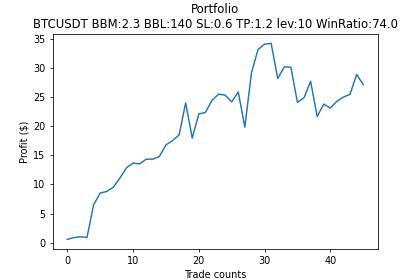 Portfolio
BTCUSDT BBM:2.3 BBL:140 SL:0.6 TP:1.2 lev:10 WinRatio:74.0
35
30
25
20
15
10
5
0
Profit ($)
0 10 20 30 40
Trade counts